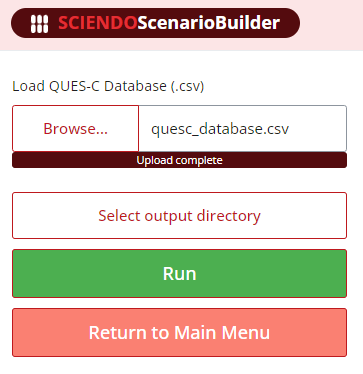 SCIENDOScenarioBuilder
Load QUES-C Database (.csv)
Browse... quesc_database.csv
Upload complete
Select output directory
Run
Return to Main Menu